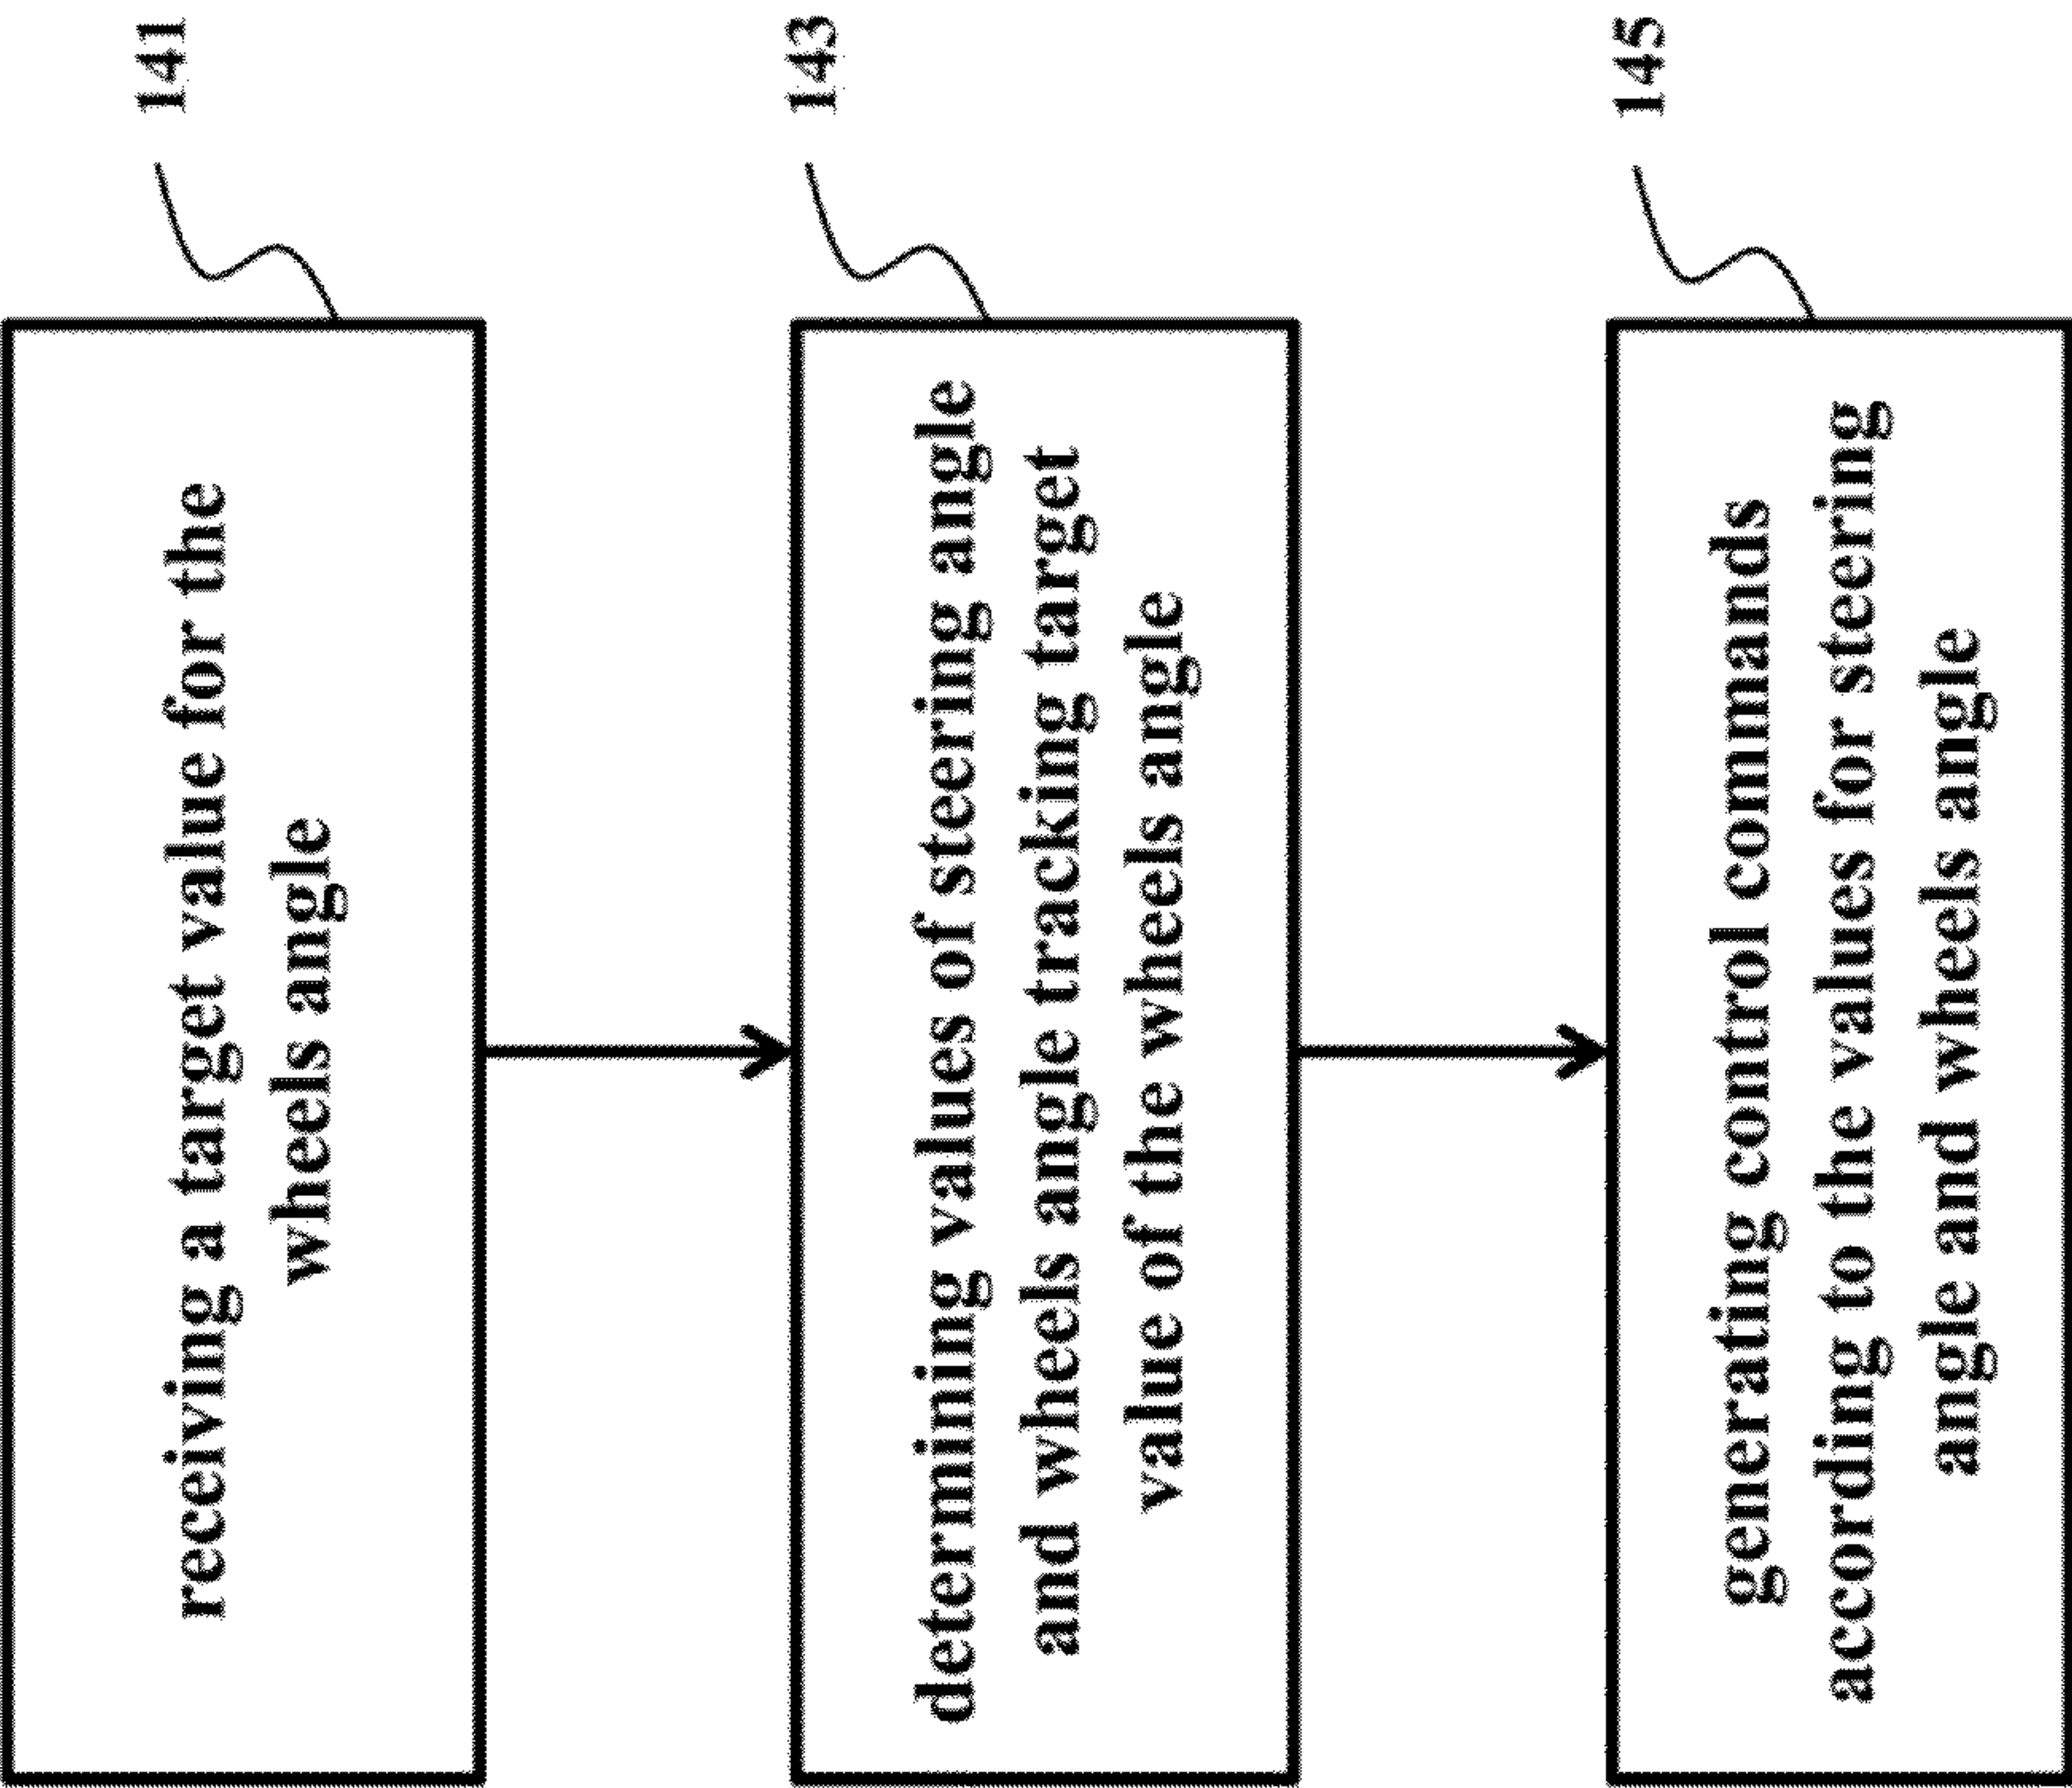 141
receiving a target value for the
wheels angle
143
determining values of steering angle
and wheels angle tracking target
value of the wheels angle
145
generating control commands
according to the values for steering
angle and wheels angle